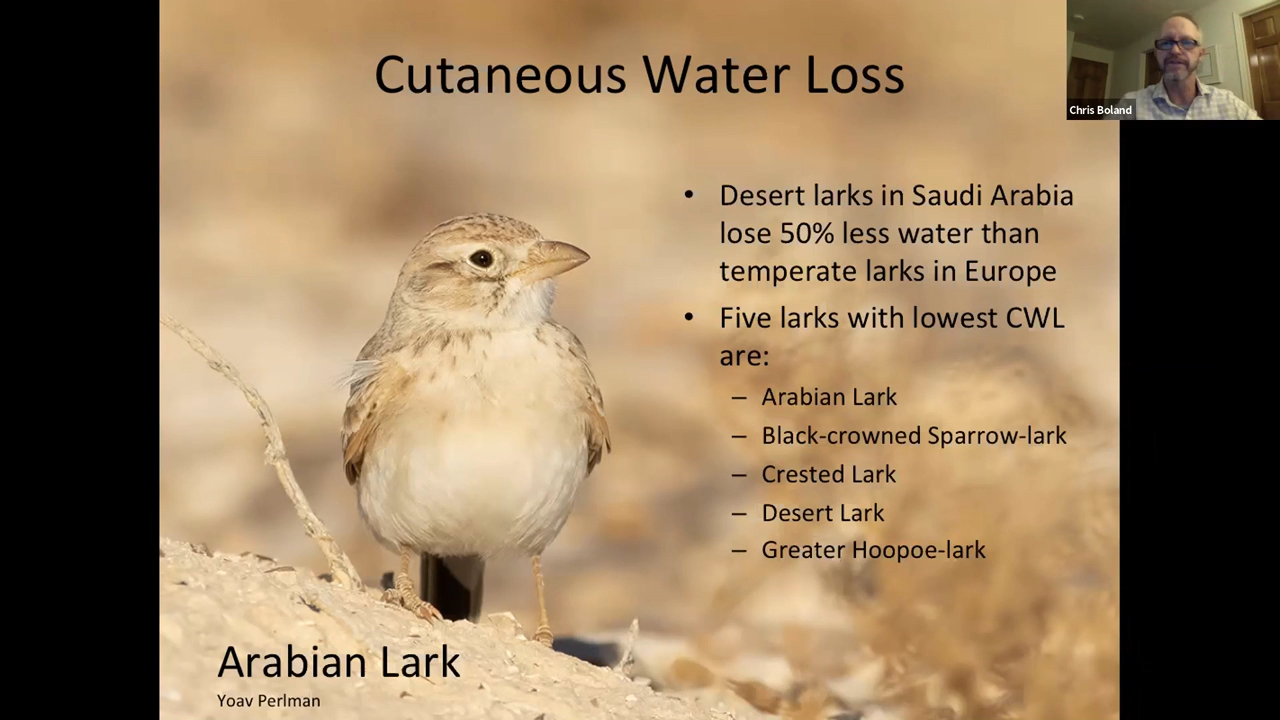 Cutaneous Water Loss
Chris Boland
• Desert larks in Saudi Arabia
lose 50% less water than
temperate larks in Europe
• Five larks with lowest CWL
are:
– Arabian Lark
– Black-crowned Sparrow-lark
– Crested Lark
– Desert Lark
– Greater Hoopoe-lark
Arabian Lark
Yoav Perlman